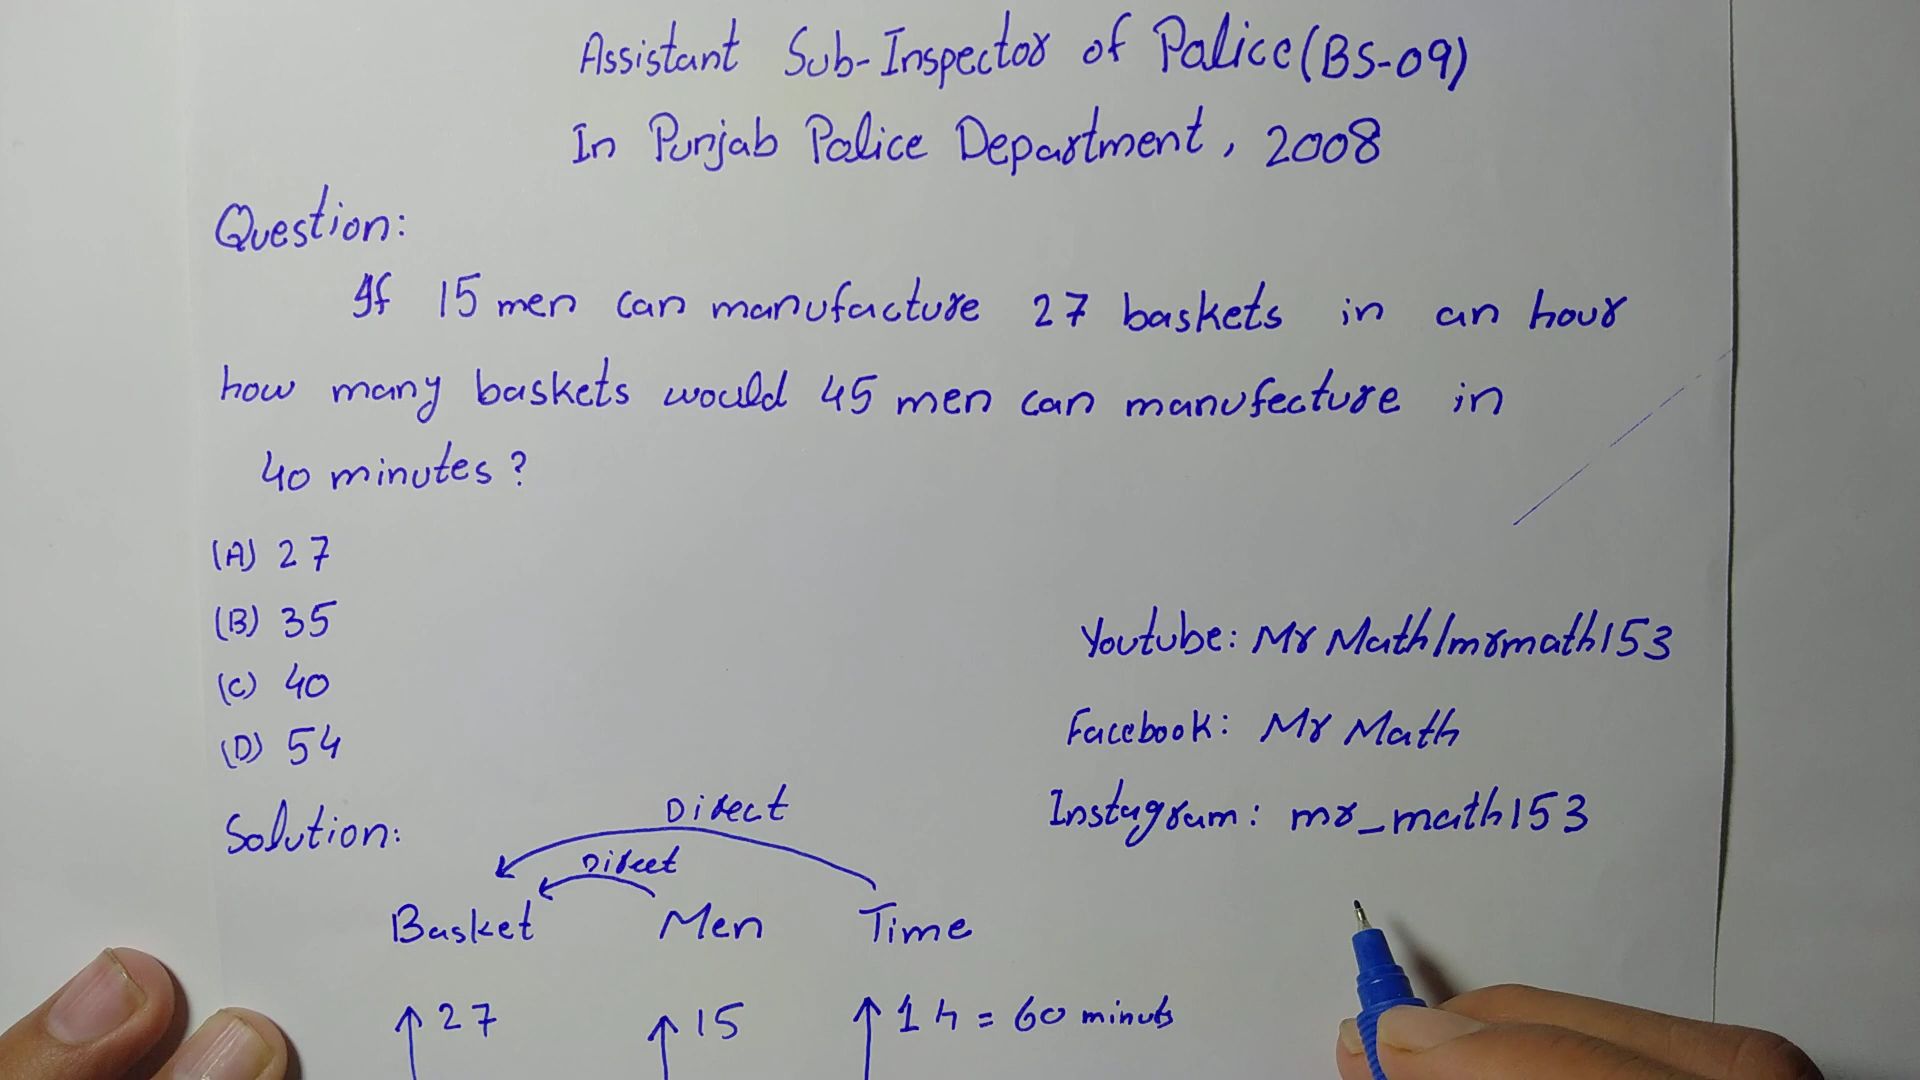 Assistant Sub-Inspector of Police (BS-09)
In Punjab Police Department, 2008
Question:
If 15 men can manufacture 27 baskets in an hour
how many baskets would 45 men can manufecture in
40 minutes?
(A) 27
(B) 35
(C) 40
(D) 54
Youtube: Mr Math/mrmath153
Facebook: Mr Math
Instagram: mr_math153
Solution:
Direct
Direct
Basket Men Time
27 15 1 h = 60 minuts